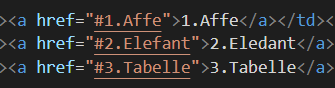 ><a href="#1.Affe">1.Affe</a></td>
><a href="#2.Elefant">2.Eledant</a>
><a href="#3.Tabelle">3.Tabelle</a>